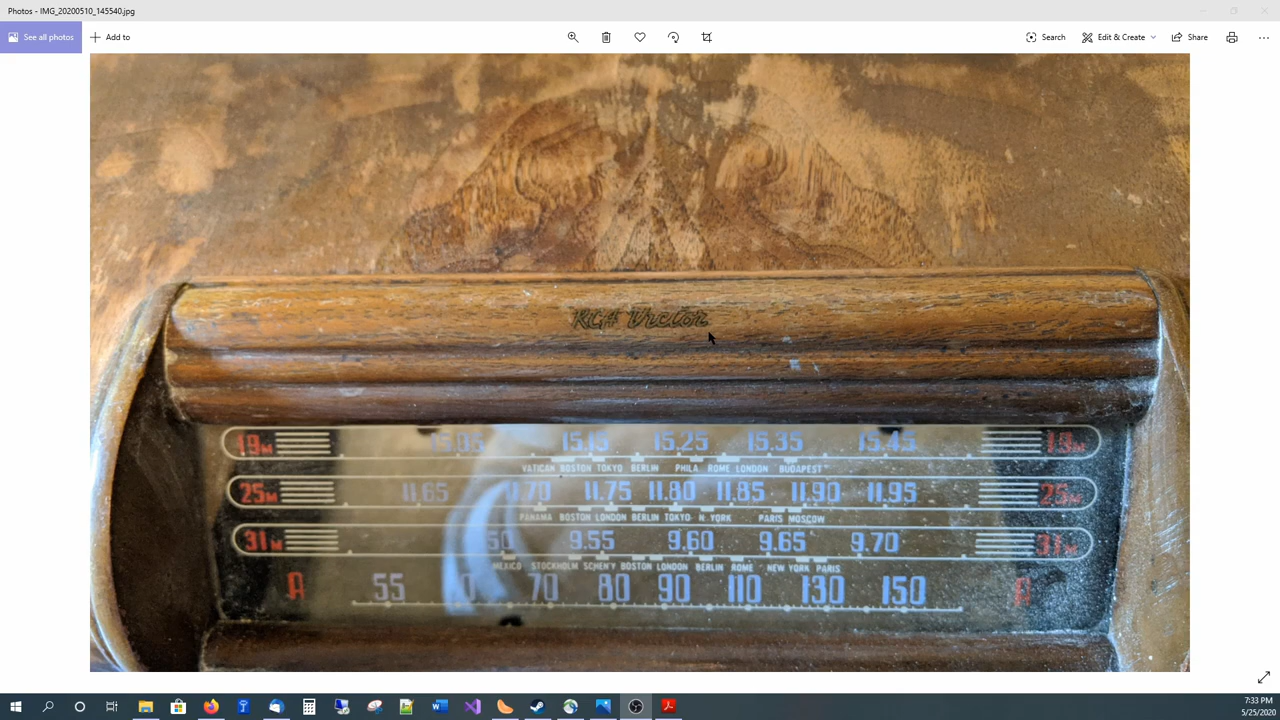 Photos - IMG_20200510_145540.jpg
See all photos
Add to
Search
Edit & Create
Share
RCA Victor
19M 15.05 15.15 15.25 15.35 15.45 19M
VATICAN BOSTON TOKYO BERLIN PHILA ROME LONDON BUDAPEST
25M 11.65 11.70 11.75 11.80 11.85 11.90 11.95 25M
PANAMA BOSTON LONDON BERLIN TOKYO N. YORK PARIS MOSCOW
31M 50 9.55 9.60 9.65 9.70 31M
MEXICO STOCKHOLM SCHEN'Y BOSTON LONDON BERLIN ROME NEW YORK PARIS
A 55 70 80 90 110 130 150 A
7:33 PM
5/25/2020